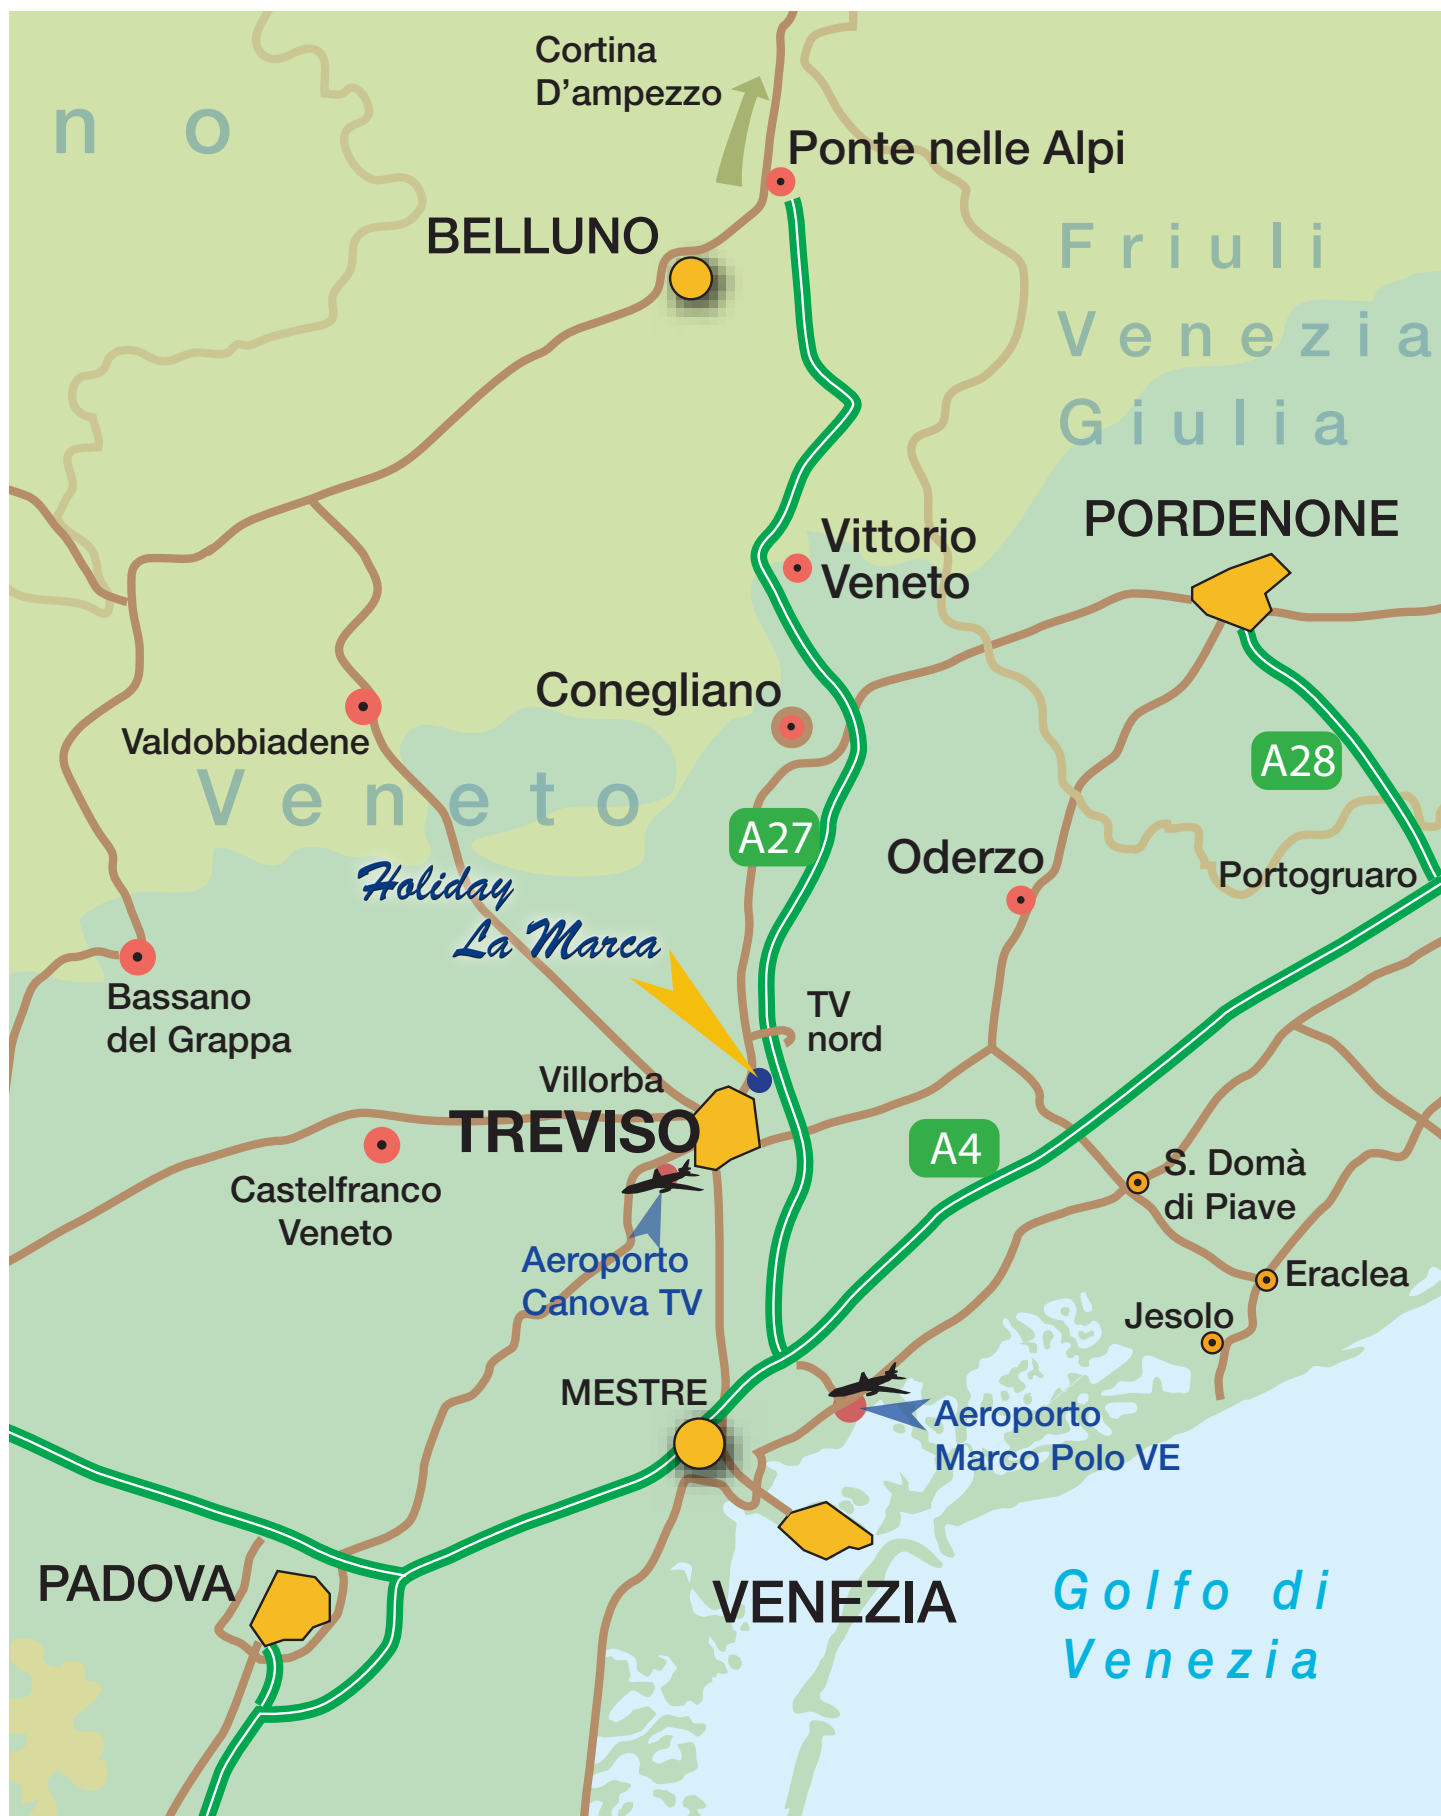 Cortina
D'ampezzo
n o
Ponte nelle Alpi
BELLUNO
Friuli
Venezia
Giulia
PORDENONE
Vittorio
Veneto
Conegliano
Valdobbiadene
A28
Veneto
A27
Oderzo
Portogruaro
Holiday
La Marca
Bassano
del Grappa
TV
nord
Villorba
TREVISO
A4
S. Domà
di Piave
Castelfranco
Veneto
Aeroporto
Canova TV
Eraclea
Jesolo
MESTRE
Aeroporto
Marco Polo VE
PADOVA
VENEZIA
Golfo di
Venezia